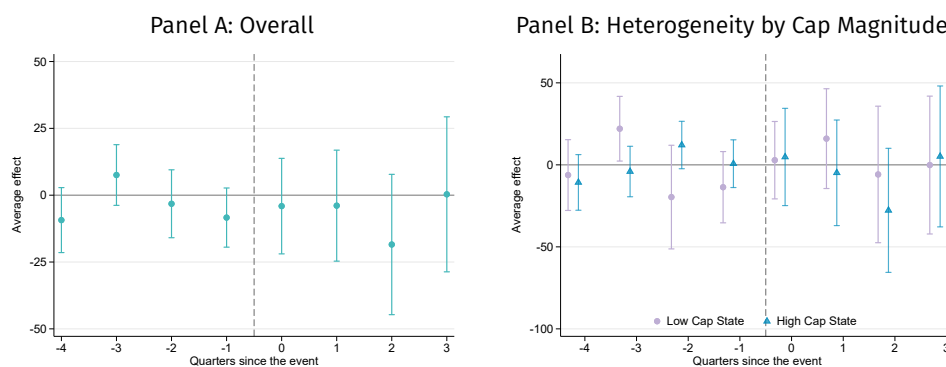 Panel A: Overall
50
25
0
-25
-50
Average effect
-4 -3 -2 -1 0 1 2 3
Quarters since the event
Panel B: Heterogeneity by Cap Magnitude
50
0
-50
-100
Average effect
Low Cap State High Cap State
-4 -3 -2 -1 0 1 2 3
Quarters since the event